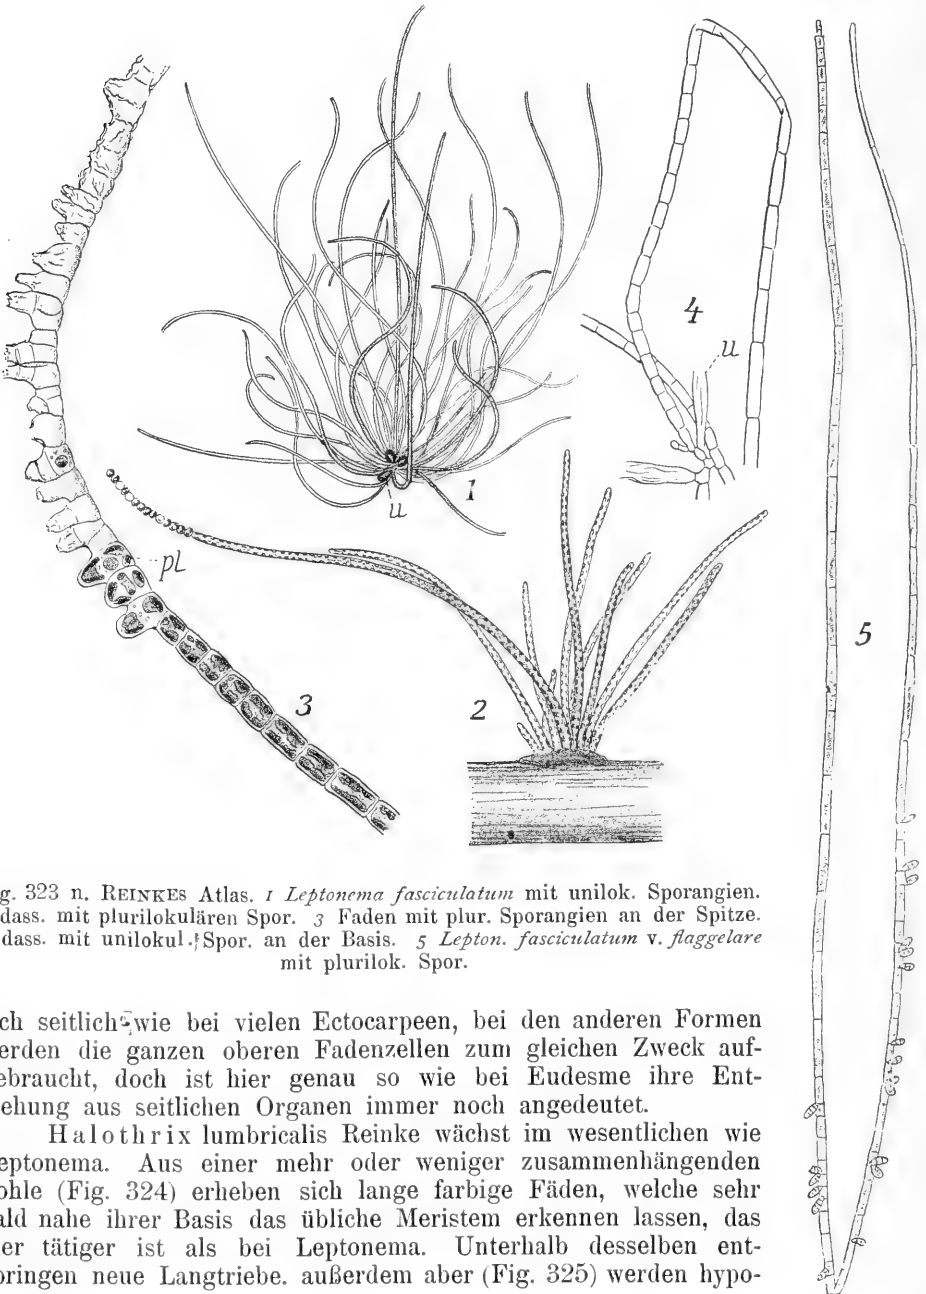 1
u
2
3
pl
4
u
5
g. 323 n. REINKES Atlas. 1 Leptonema fasciculatum mit unilok. Sporangien.
dass. mit plurilokulären Spor. 3 Faden mit plur. Sporangien an der Spitze.
dass. mit unilokul. Spor. an der Basis. 5 Lepton. fasciculatum v. flaggelare
mit plurilok. Spor.
ch seitlich wie bei vielen Ectocarpeen, bei den anderen Formen
erden die ganzen oberen Fadenzellen zum gleichen Zweck auf-
ebraucht, doch ist hier genau so wie bei Eudesme ihre Ent-
ehung aus seitlichen Organen immer noch angedeutet.
Halothrix lumbricalis Reinke wächst im wesentlichen wie
eptonema. Aus einer mehr oder weniger zusammenhängenden
ohle (Fig. 324) erheben sich lange farbige Fäden, welche sehr
ald nahe ihrer Basis das übliche Meristem erkennen lassen, das
er tätiger ist als bei Leptonema. Unterhalb desselben ent-
pringen neue Langtriebe. außerdem aber (Fig. 325) werden hypo-